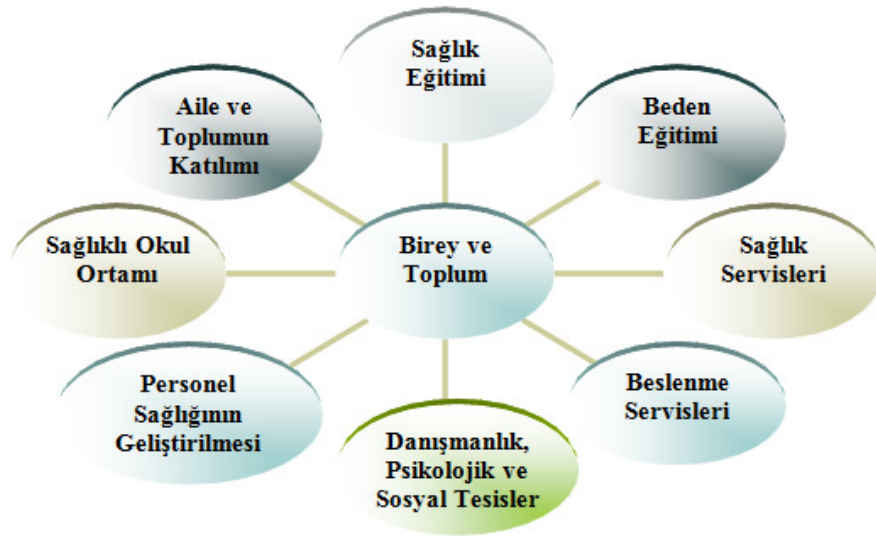 Sağlık
Eğitimi
Aile ve
Toplumun
Katılımı
Beden
Eğitimi
Sağlıklı Okul
Ortamı
Birey ve
Toplum
Sağlık
Servisleri
Personel
Sağlığının
Geliştirilmesi
Beslenme
Servisleri
Danışmanlık,
Psikolojik ve
Sosyal Tesisler